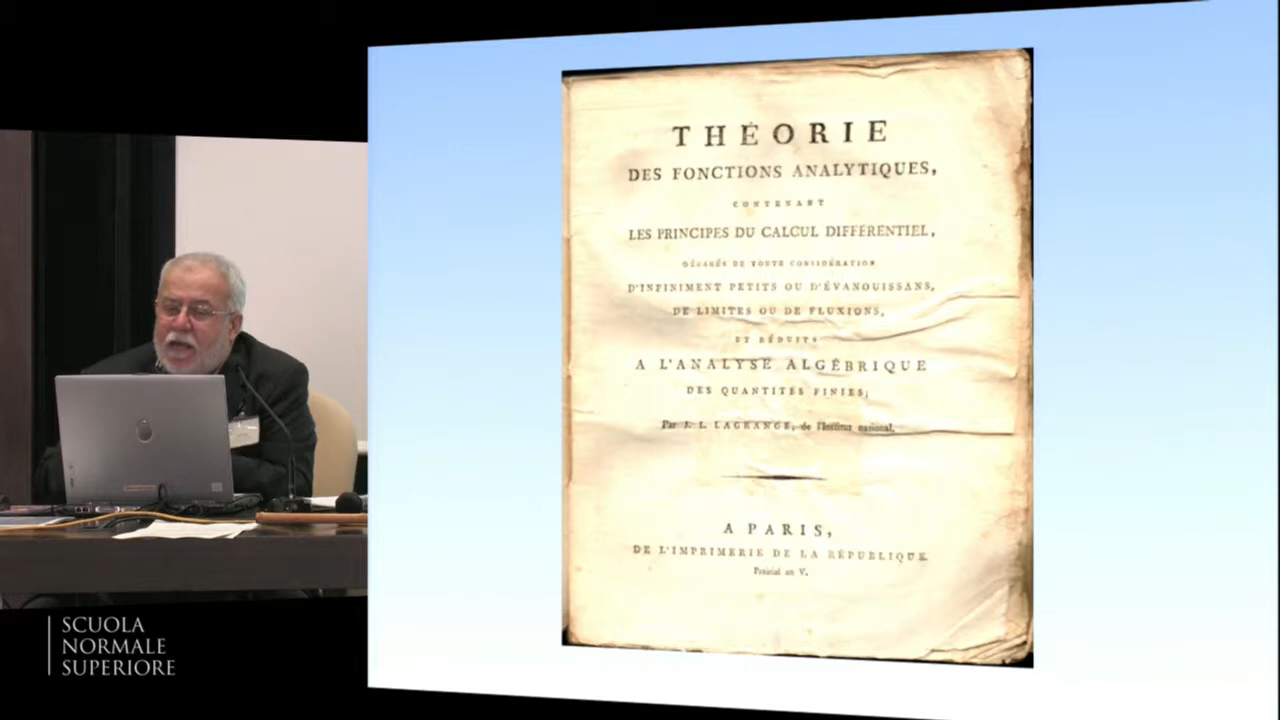 THÉORIE
DES FONCTIONS ANALYTIQUES,
CONTENANT
LES PRINCIPES DU CALCUL DIFFÉRENTIEL,
DÉGAGÉS DE TOUTE CONSIDÉRATION
D'INFINIMENT PETITS OU D'ÉVANOUISSANS,
DE LIMITES OU DE FLUXIONS,
ET RÉDUITS
A L'ANALYSE ALGÉBRIQUE
DES QUANTITÉS FINIES;
Par J. L. LAGRANGE, de l'Institut national.
A PARIS,
DE L'IMPRIMERIE DE LA RÉPUBLIQUE.
Prairial an V.
SCUOLA
NORMALE
SUPERIORE